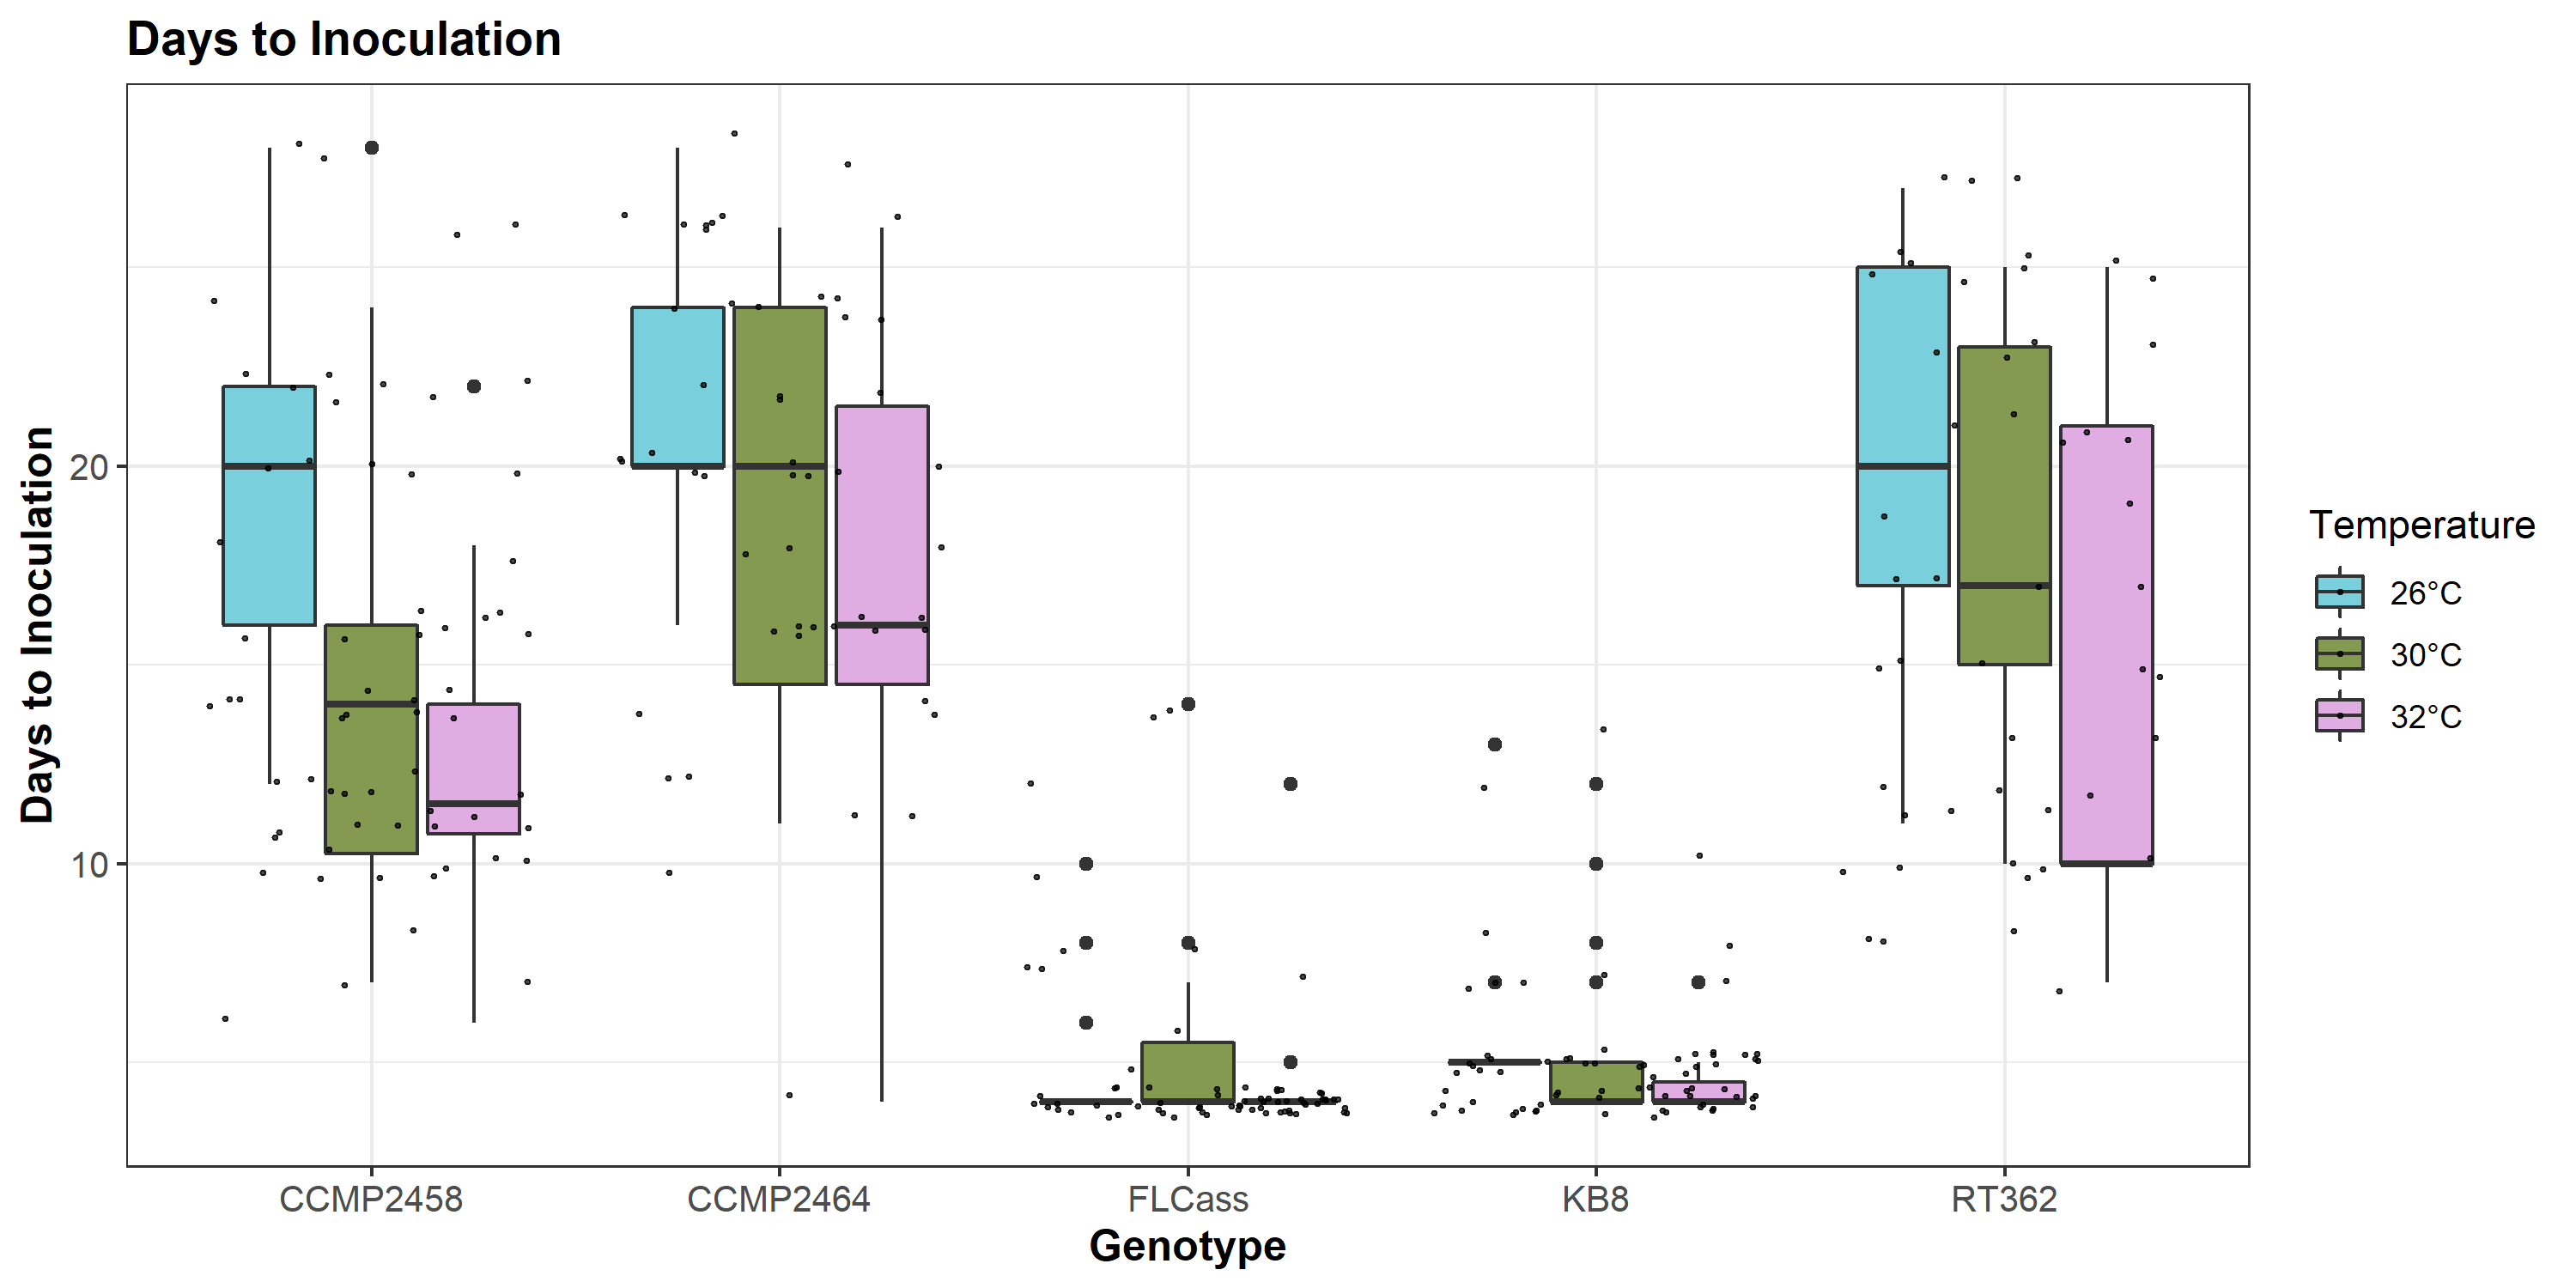 Days to Inoculation
Days to Inoculation
20
10
CCMP2458
CCMP2464
FLCass
KB8
RT362
Genotype
Temperature
26°C
30°C
32°C